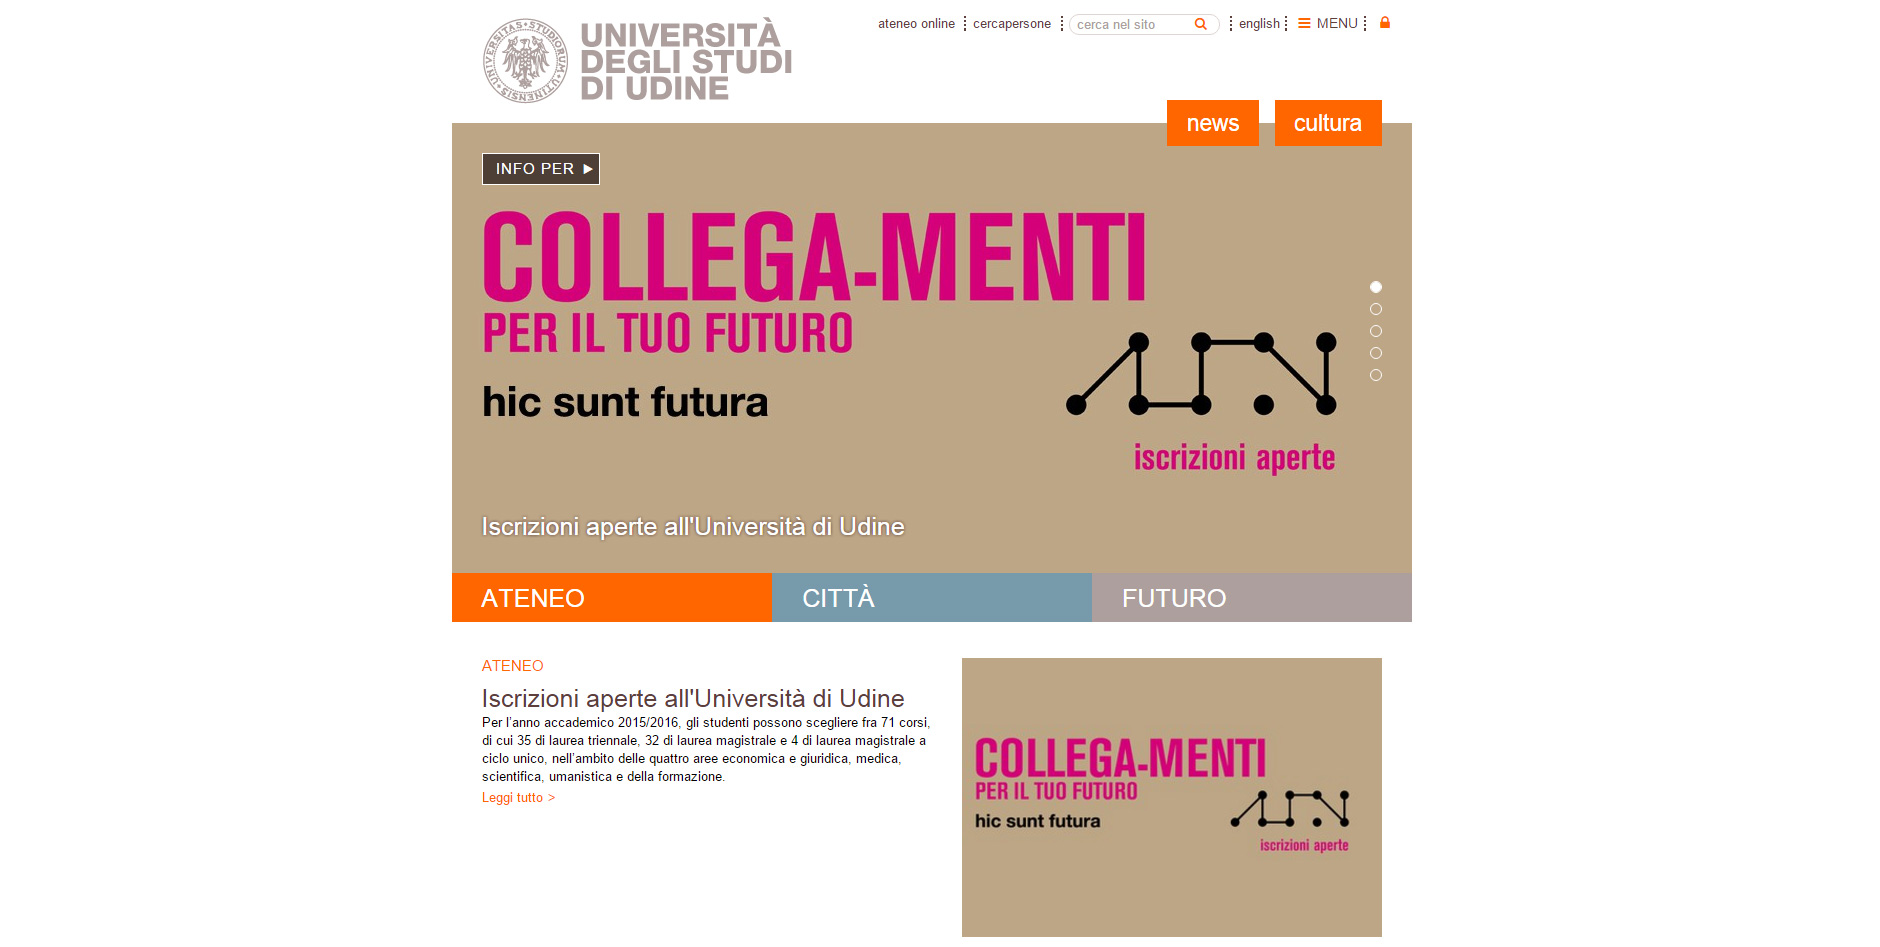 UNIVERSITAS · STUDIORUM · UTINENSIS
UNIVERSITÀ
DEGLI STUDI
DI UDINE
ateneo online
cercapersone
cerca nel sito
english
MENU
news
cultura
INFO PER
COLLEGA-MENTI
PER IL TUO FUTURO
hic sunt futura
iscrizioni aperte
Iscrizioni aperte all'Università di Udine
ATENEO
CITTÀ
FUTURO
ATENEO
Iscrizioni aperte all'Università di Udine
Per l’anno accademico 2015/2016, gli studenti possono scegliere fra 71 corsi,
di cui 35 di laurea triennale, 32 di laurea magistrale e 4 di laurea magistrale a
ciclo unico, nell’ambito delle quattro aree economica e giuridica, medica,
scientifica, umanistica e della formazione.
Leggi tutto >
COLLEGA-MENTI
PER IL TUO FUTURO
hic sunt futura
iscrizioni aperte